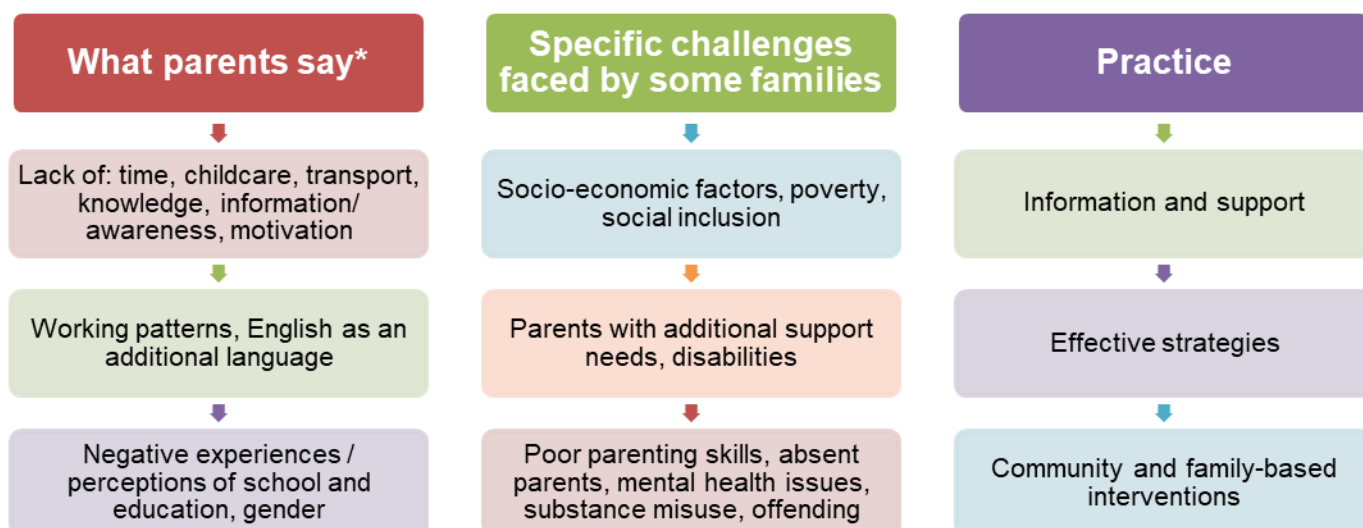 What parents say*
Lack of: time, childcare, transport,
knowledge, information/
awareness, motivation
Working patterns, English as an
additional language
Negative experiences /
perceptions of school and
education, gender
Specific challenges
faced by some families
Socio-economic factors, poverty,
social inclusion
Parents with additional support
needs, disabilities
Poor parenting skills, absent
parents, mental health issues,
substance misuse, offending
Practice
Information and support
Effective strategies
Community and family-based
interventions